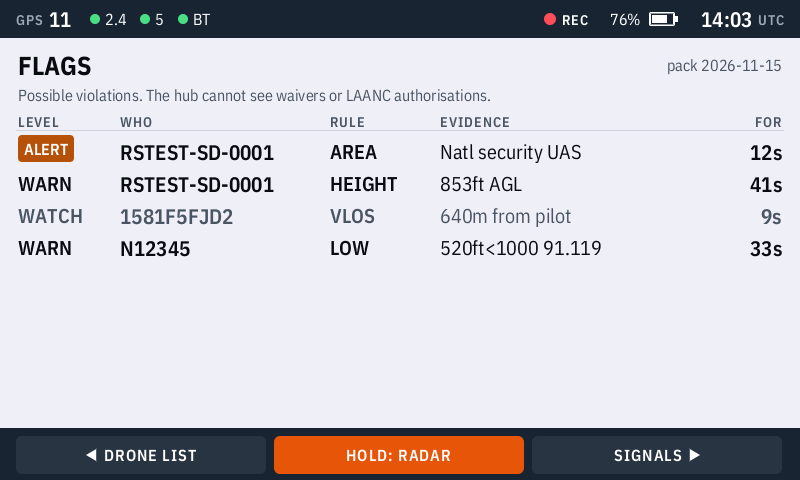 GPS 11 2.4 5 BT REC 76% 14:03 UTC
FLAGS pack 2026-11-15
Possible violations. The hub cannot see waivers or LAANC authorisations.
LEVEL WHO RULE EVIDENCE FOR
ALERT RSTEST-SD-0001 AREA Natl security UAS 12s
WARN RSTEST-SD-0001 HEIGHT 853ft AGL 41s
WATCH 1581F5FJD2 VLOS 640m from pilot 9s
WARN N12345 LOW 520ft<1000 91.119 33s
◀ DRONE LIST HOLD: RADAR SIGNALS ▶